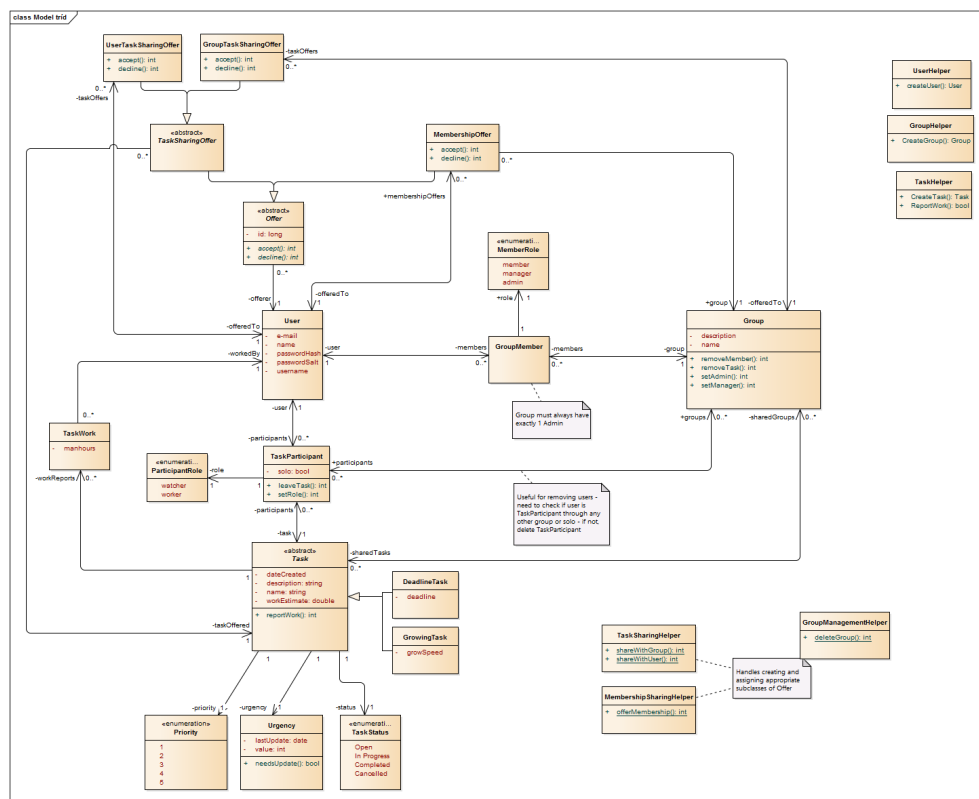 class Model tříd
UserTaskSharingOffer
+ accept(): int
+ decline(): int
GroupTaskSharingOffer
+ accept(): int
+ decline(): int
-taskOffers
0..*
0..*
-taskOffers
UserHelper
+ createUser(): User
GroupHelper
+ CreateGroup(): Group
TaskHelper
+ CreateTask(): Task
+ ReportWork(): bool
«abstract»
TaskSharingOffer
0..*
MembershipOffer
+ accept(): int
+ decline(): int
0..*
0..*
+membershipOffers
«abstract»
Offer
- id: long
+ accept(): int
+ decline(): int
0..*
-offerer
1
-offeredTo
1
«enumerati...
MemberRole
member
manager
admin
+role
1
1
+group
1
-offeredTo
1
User
- e-mail
- name
- passwordHash
- passwordSalt
- username
-offeredTo
1
-workedBy
1
-user
1
-members
0..*
GroupMember
-members
0..*
-group
1
Group
- description
- name
+ removeMember(): int
+ removeTask(): int
+ setAdmin(): int
+ setManager(): int
Group must always have
exactly 1 Admin
-user
1
-participants
0..*
+groups
0..*
-sharedGroups
0..*
0..*
TaskWork
- manhours
-workReports
0..*
«enumerati...
ParticipantRole
watcher
worker
-role
1
1
TaskParticipant
- solo: bool
+ leaveTask(): int
+ setRole(): int
+participants
0..*
-participants
0..*
Useful for removing users -
need to check if user is
TaskParticipant through any
other group or solo - if not,
delete TaskParticipant
-task
1
«abstract»
Task
- dateCreated
- description: string
- name: string
- workEstimate: double
+ reportWork(): int
-sharedTasks
0..*
1
-taskOffered
1
DeadlineTask
- deadline
GrowingTask
- growSpeed
1
1
1
-priority
1
-urgency
1
-status
1
«enumeration»
Priority
1
2
3
4
5
Urgency
- lastUpdate: date
- value: int
+ needsUpdate(): bool
«enumerati...
TaskStatus
Open
In Progress
Completed
Cancelled
TaskSharingHelper
+ shareWithGroup(): int
+ shareWithUser(): int
GroupManagementHelper
+ deleteGroup(): int
Handles creating and
assigning appropriate
subclasses of Offer
MembershipSharingHelper
+ offerMembership(): int